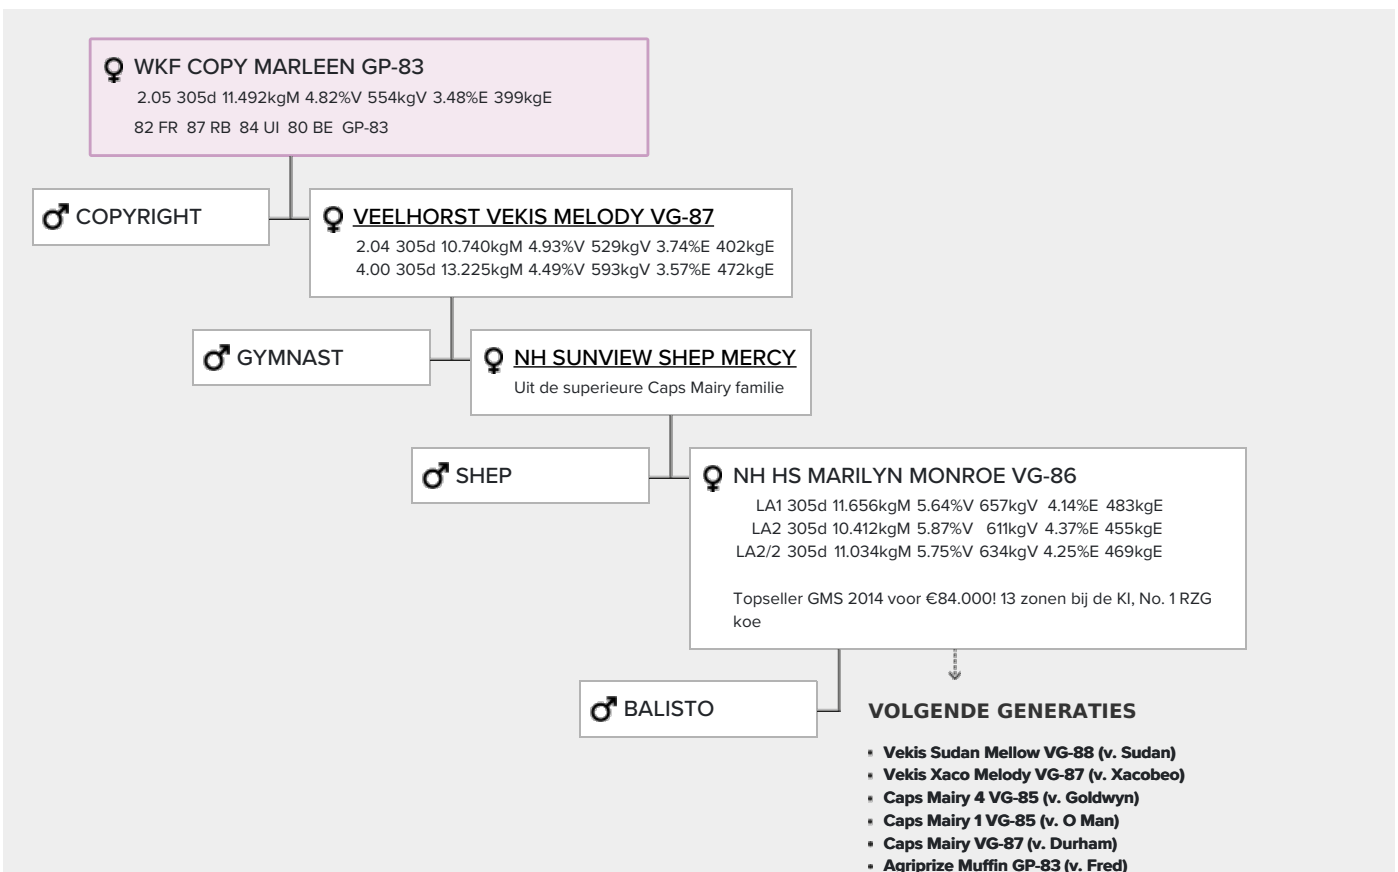 WKF COPY MARLEEN GP-83
2.05 305d 11.492kgM 4.82%V 554kgV 3.48%E 399kgE
82 FR 87 RB 84 UI 80 BE GP-83
COPYRIGHT
VEELHORST VEKIS MELODY VG-87
2.04 305d 10.740kgM 4.93%V 529kgV 3.74%E 402kgE
4.00 305d 13.225kgM 4.49%V 593kgV 3.57%E 472kgE
GYMNAST
NH SUNVIEW SHEP MERCY
Uit de superieure Caps Mairy familie
SHEP
NH HS MARILYN MONROE VG-86
LA1 305d 11.656kgM 5.64%V 657kgV 4.14%E 483kgE
LA2 305d 10.412kgM 5.87%V 611kgV 4.37%E 455kgE
LA2/2 305d 11.034kgM 5.75%V 634kgV 4.25%E 469kgE
Topseller GMS 2014 voor €84.000! 13 zonen bij de KI, No. 1 RZG
koe
BALISTO
VOLGENDE GENERATIES
Vekis Sudan Mellow VG-88 (v. Sudan)
Vekis Xaco Melody VG-87 (v. Xacobeo)
Caps Mairy 4 VG-85 (v. Goldwyn)
Caps Mairy 1 VG-85 (v. O Man)
Caps Mairy VG-87 (v. Durham)
Agriprize Muffin GP-83 (v. Fred)